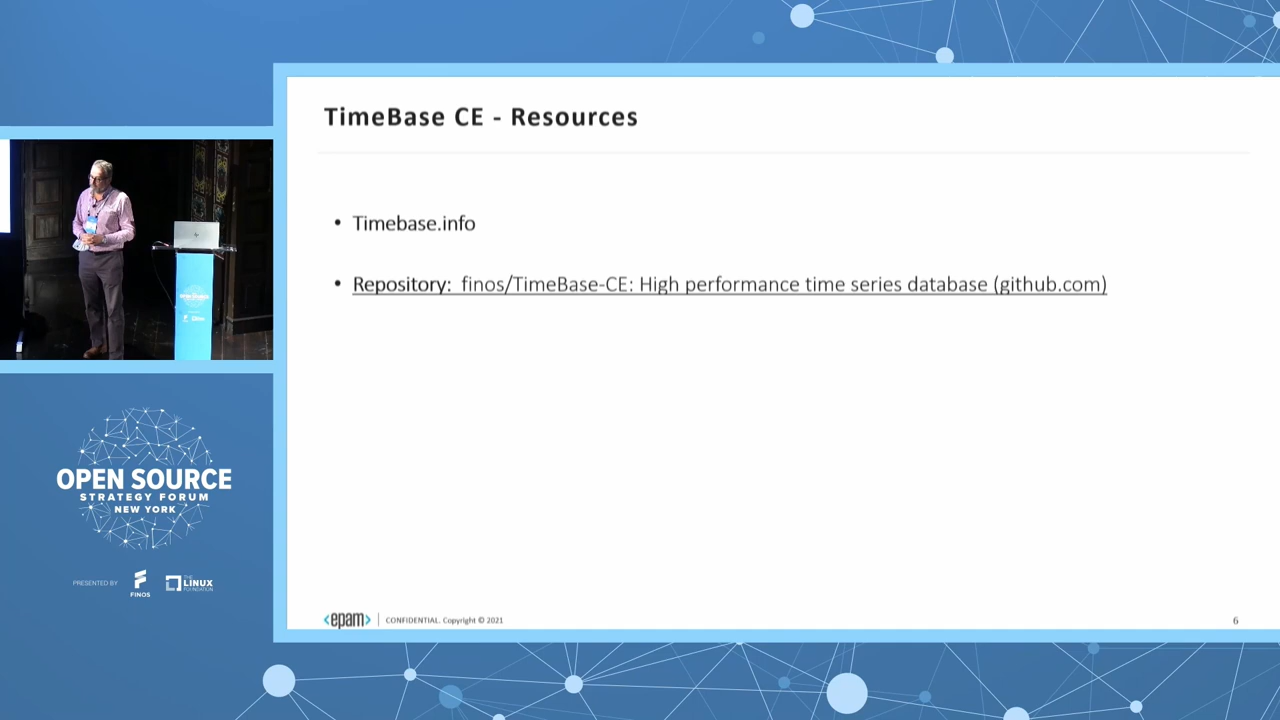 TimeBase CE - Resources
• Timebase.info
• Repository: finos/TimeBase-CE: High performance time series database (github.com)
<epam> | CONFIDENTIAL. Copyright © 2021
6
OPEN SOURCE
STRATEGY FORUM
NEW YORK
PRESENTED BY
FINOS
THE
LINUX
FOUNDATION